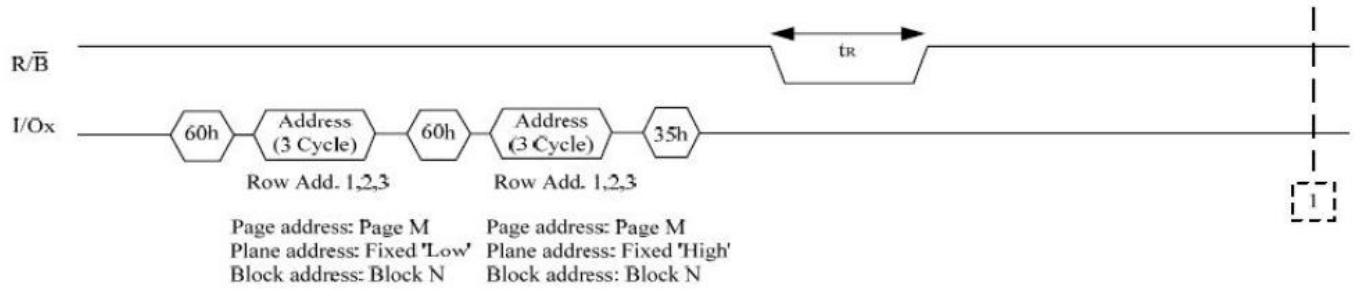 tR
R/B̅
I/Ox
60h Address (3 Cycle) 60h Address (3 Cycle) 35h
Row Add. 1,2,3 Row Add. 1,2,3
1
Page address: Page M Page address: Page M
Plane address: Fixed 'Low' Plane address: Fixed 'High'
Block address: Block N Block address: Block N